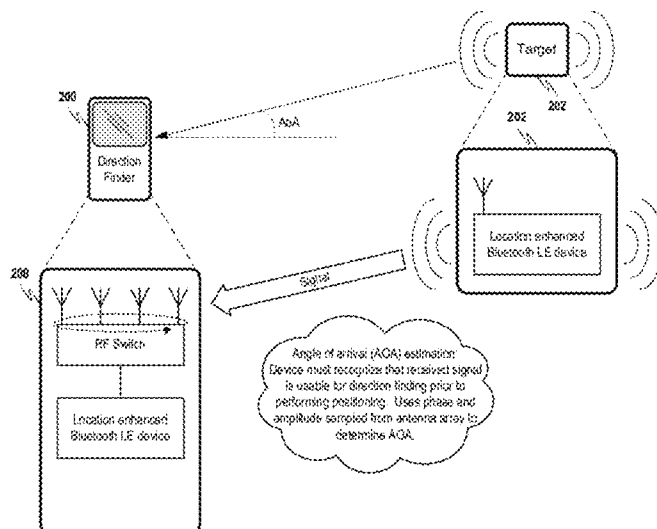 Target
200
202
AoA
202
Direction
Finder
Location enhanced
Bluetooth LE device
200
Signal
RF Switch
Angle of arrival (AOA) estimation:
Device must recognize that received signal
is usable for direction finding prior to
performing positioning. Uses phase and
amplitude sampled from antenna array to
determine AOA.
Location enhanced
Bluetooth LE device